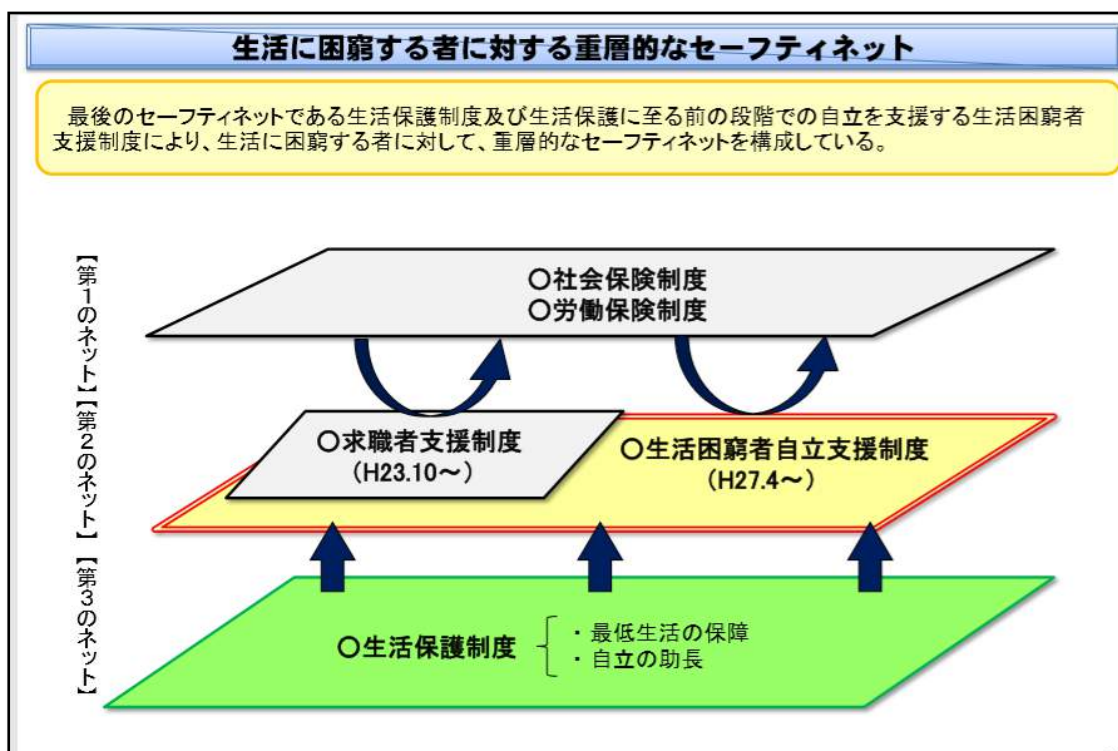 生活に困窮する者に対する重層的なセーフティネット
最後のセーフティネットである生活保護制度及び生活保護に至る前の段階での自立を支援する生活困窮者
支援制度により、生活に困窮する者に対して、重層的なセーフティネットを構成している。
【第1のネット】
〇社会保険制度
〇労働保険制度
【第2のネット】
〇求職者支援制度
(H23.10～)
〇生活困窮者自立支援制度
(H27.4～)
【第3のネット】
〇生活保護制度
・最低生活の保障
・自立の助長